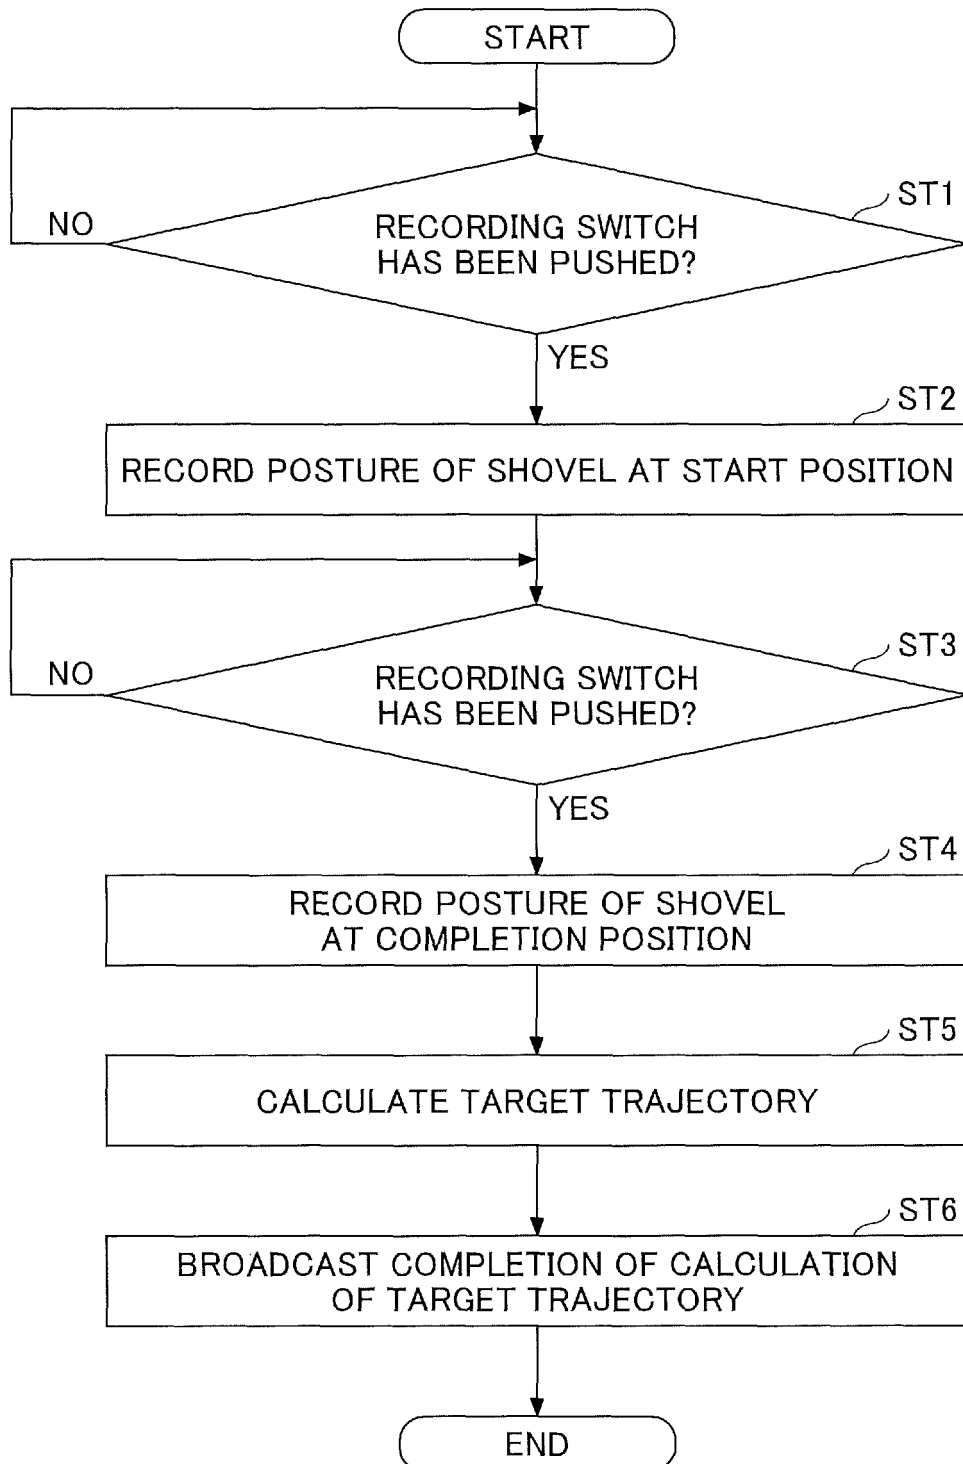 START
ST1
NO
RECORDING SWITCH
HAS BEEN PUSHED?
YES
ST2
RECORD POSTURE OF SHOVEL AT START POSITION
ST3
NO
RECORDING SWITCH
HAS BEEN PUSHED?
YES
ST4
RECORD POSTURE OF SHOVEL
AT COMPLETION POSITION
ST5
CALCULATE TARGET TRAJECTORY
ST6
BROADCAST COMPLETION OF CALCULATION
OF TARGET TRAJECTORY
END